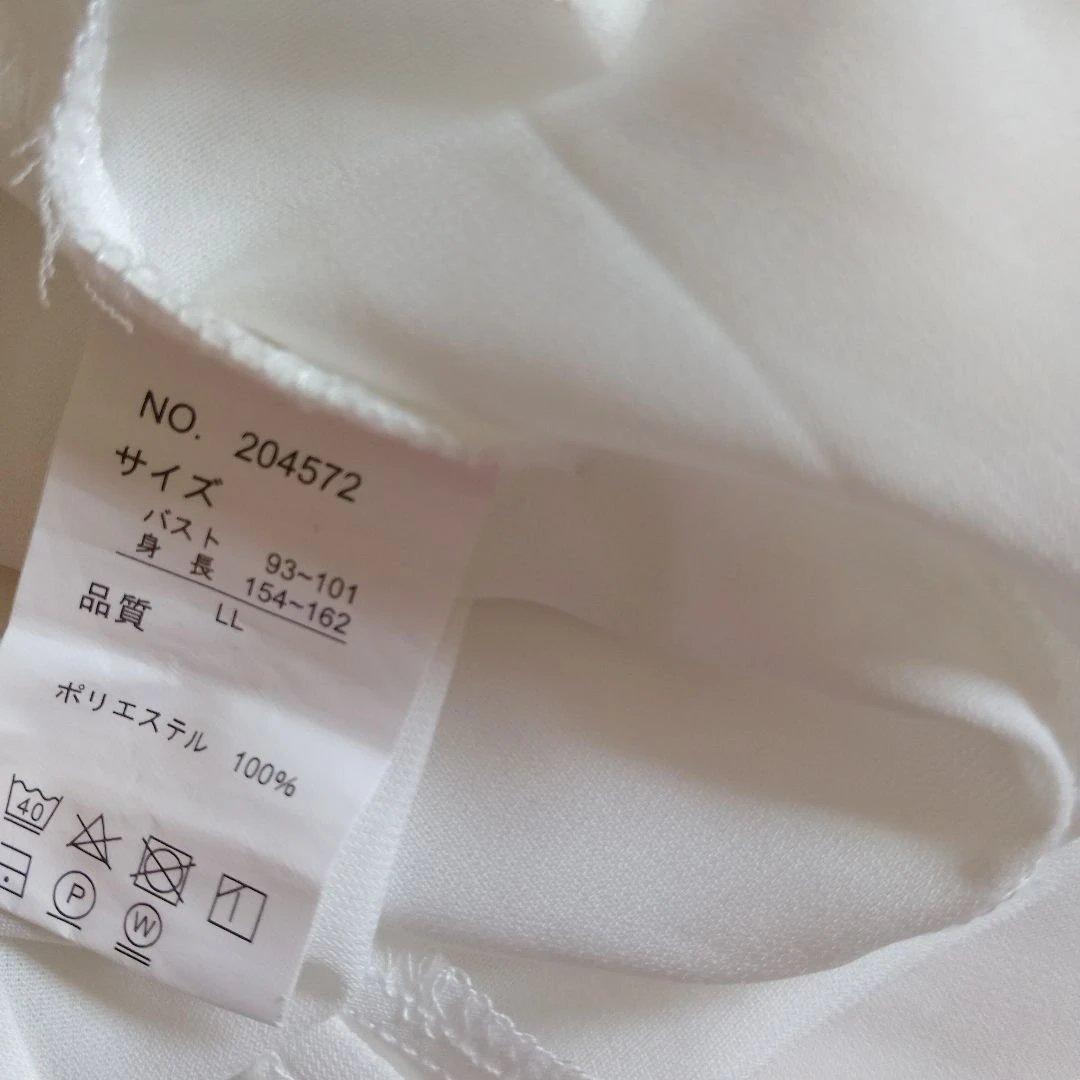 NO. 204572
サイズ
バスト 93~101
身 長 154~162
LL
品質
ポリエステル 100%
40
P
W